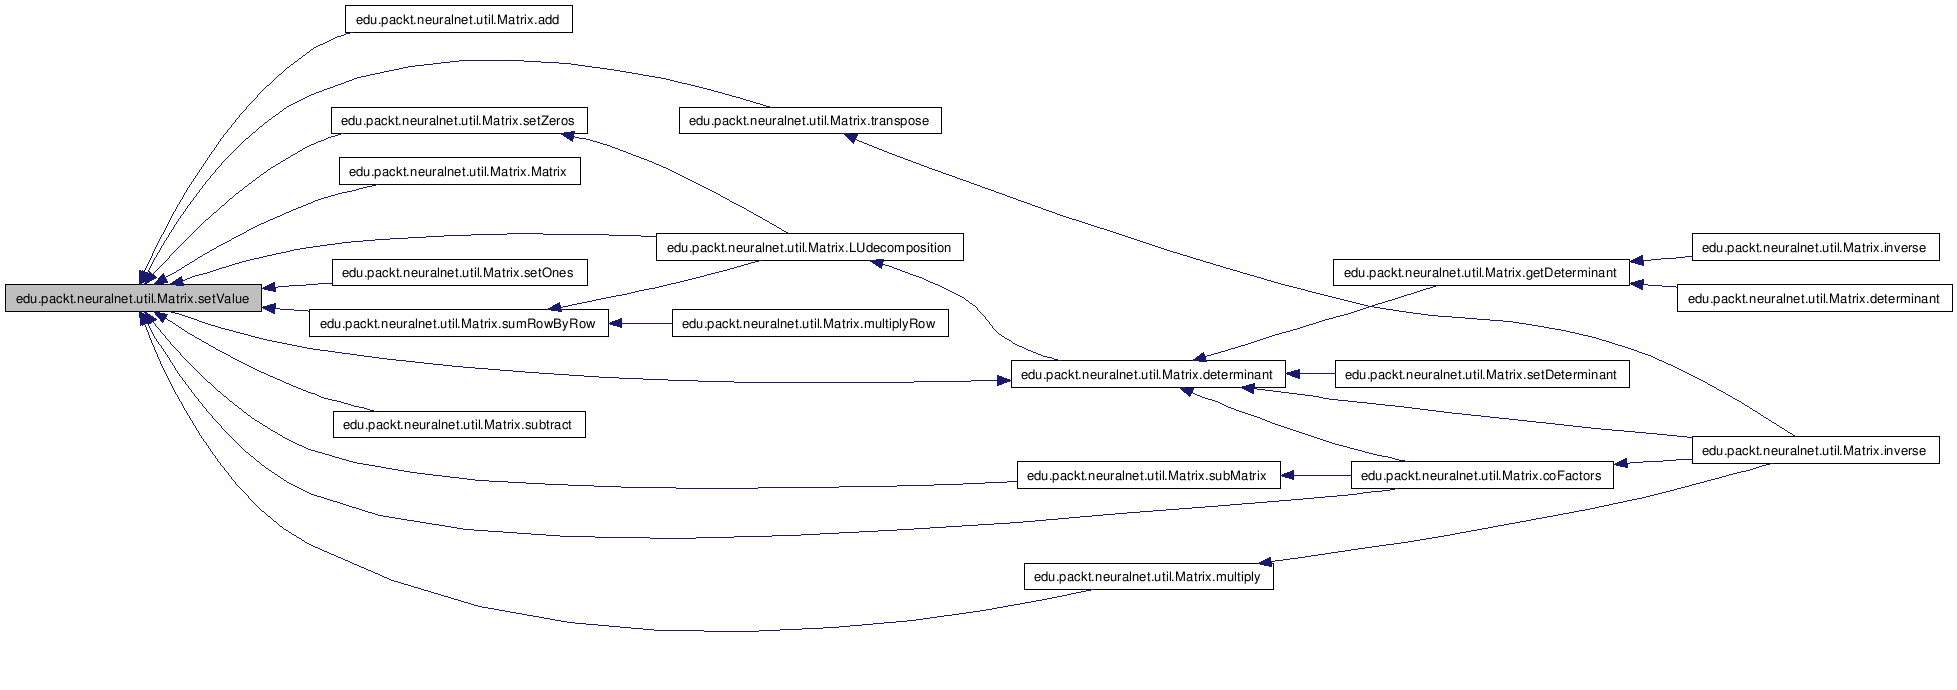 edu.packt.neuralnet.util.Matrix.add
edu.packt.neuralnet.util.Matrix.setZeros
edu.packt.neuralnet.util.Matrix.transpose
edu.packt.neuralnet.util.Matrix.Matrix
edu.packt.neuralnet.util.Matrix.LUdecomposition
edu.packt.neuralnet.util.Matrix.inverse
edu.packt.neuralnet.util.Matrix.setOnes
edu.packt.neuralnet.util.Matrix.getDeterminant
edu.packt.neuralnet.util.Matrix.setValue
edu.packt.neuralnet.util.Matrix.determinant
edu.packt.neuralnet.util.Matrix.sumRowByRow
edu.packt.neuralnet.util.Matrix.multiplyRow
edu.packt.neuralnet.util.Matrix.determinant
edu.packt.neuralnet.util.Matrix.setDeterminant
edu.packt.neuralnet.util.Matrix.subtract
edu.packt.neuralnet.util.Matrix.inverse
edu.packt.neuralnet.util.Matrix.subMatrix
edu.packt.neuralnet.util.Matrix.coFactors
edu.packt.neuralnet.util.Matrix.multiply